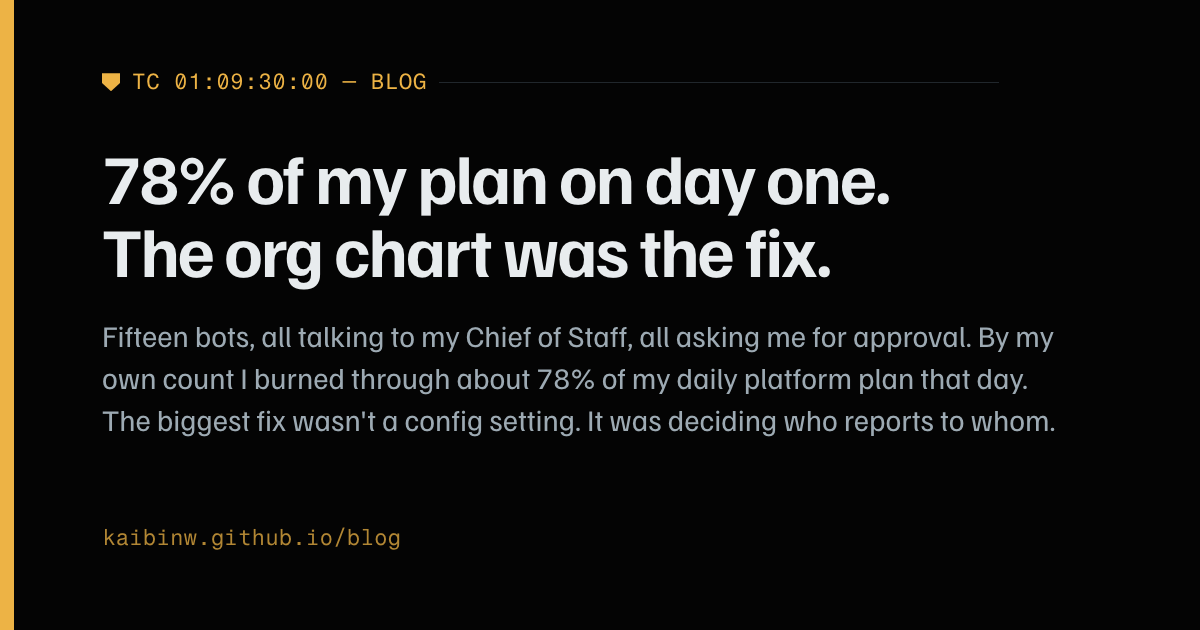 TC 01:09:30:00 — BLOG
78% of my plan on day one.
The org chart was the fix.
Fifteen bots, all talking to my Chief of Staff, all asking me for approval. By my
own count I burned through about 78% of my daily platform plan that day.
The biggest fix wasn't a config setting. It was deciding who reports to whom.
kaibinw.github.io/blog